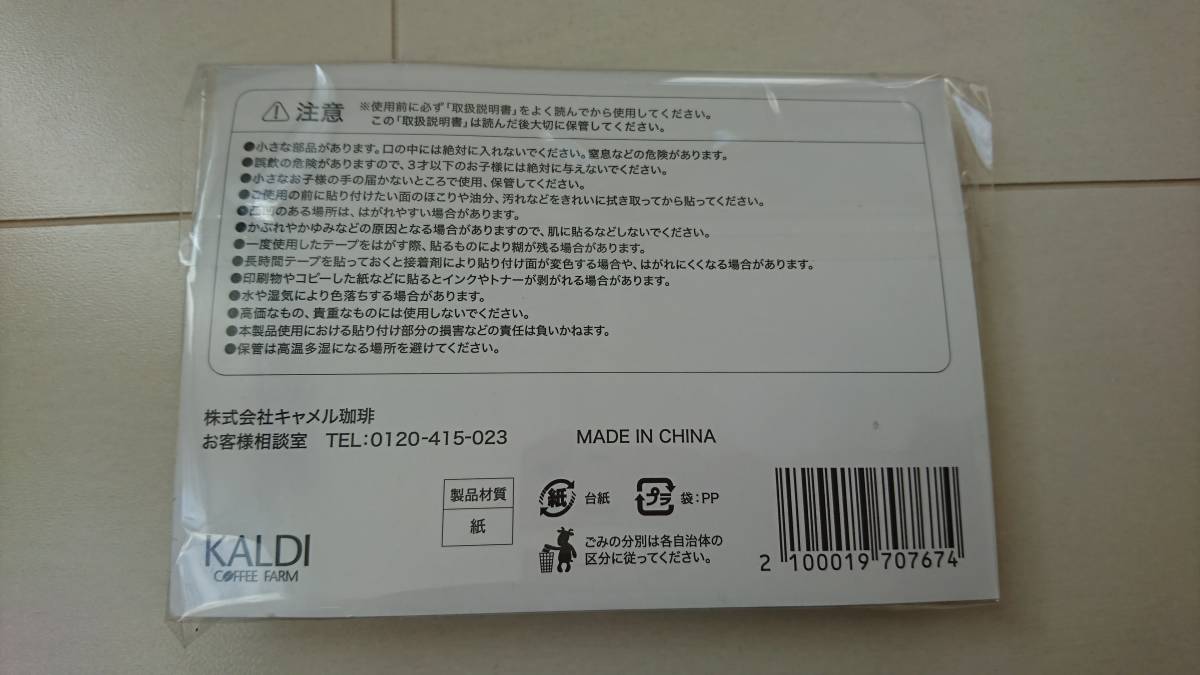 注意 ※使用前に必ず「取扱説明書」をよく読んでから使用してください。
この「取扱説明書」は読んだ後大切に保管してください。
●小さな部品があります。口の中には絶対に入れないでください。窒息などの危険があります。
●誤飲の危険がありますので、3才以下のお子様には絶対に与えないでください。
●小さなお子様の手の届かないところで使用、保管してください。
●ご使用の前に貼り付けたい面のほこりや油分、汚れなどをきれいに拭き取ってから貼ってください。
●凸凹のある場所は、はがれやすい場合があります。
●かぶれやかゆみなどの原因となる場合がありますので、肌に貼るなどしないでください。
●一度使用したテープをはがす際、貼るものにより糊が残る場合があります。
●長時間テープを貼っておくと接着剤により貼り付け面が変色する場合や、はがれにくくなる場合があります。
●印刷物やコピーした紙などに貼るとインクやトナーが剥がれる場合があります。
●水や湿気により色落ちする場合があります。
●高価なもの、貴重なものには使用しないでください。
●本製品使用における貼り付け部分の損害などの責任は負いかねます。
●保管は高温多湿になる場所を避けてください。
株式会社キャメル珈琲
お客様相談室 TEL:0120-415-023
MADE IN CHINA
製品材質
紙
紙 台紙
プラ 袋:PP
ごみの分別は各自治体の
区分に従ってください。
KALDI
COFFEE FARM
2 100019 707674